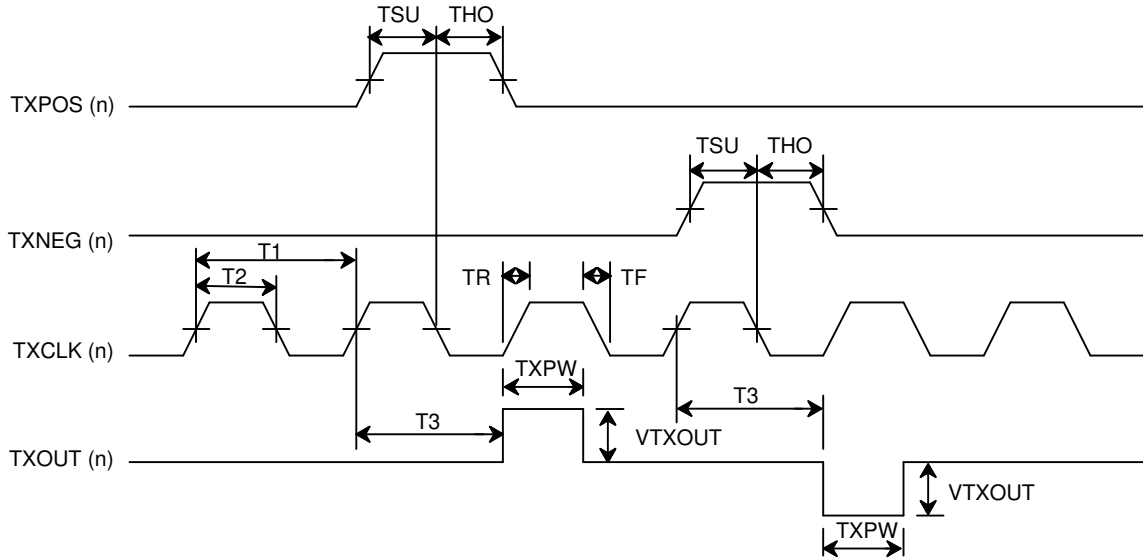 TSU THO
TXPOS (n)
TSU THO
TXNEG (n)
T1
T2
TR TF
TXCLK (n)
TXPW
T3
T3
VTXOUT
TXOUT (n)
VTXOUT
TXPW